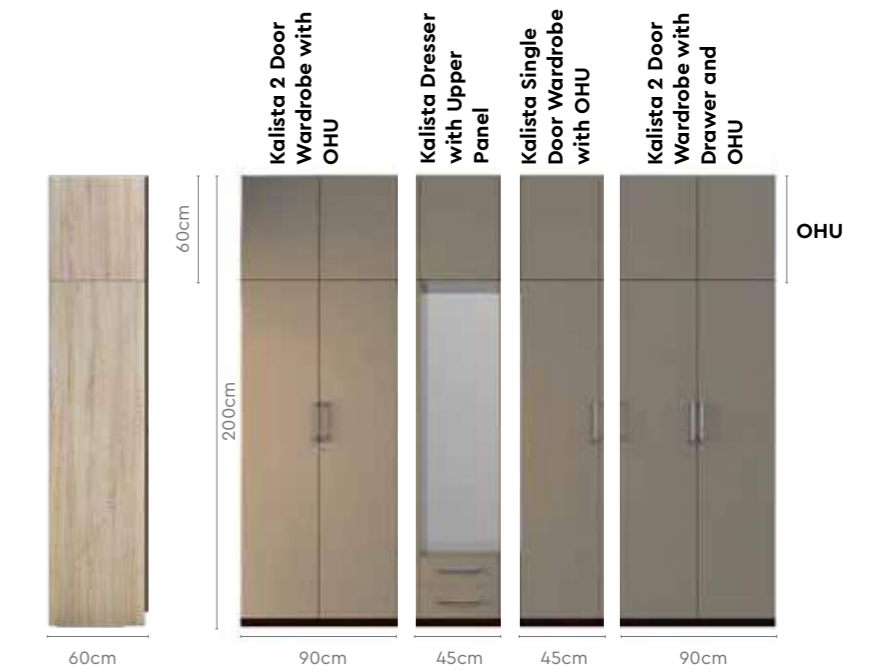 Kalista 2 Door
Wardrobe with
OHU
Kalista Dresser
with Upper
Panel
Kalista Single
Door Wardrobe
with OHU
Kalista 2 Door
Wardrobe with
Drawer and
OHU
60cm
OHU
200cm
60cm
90cm
45cm
45cm
90cm